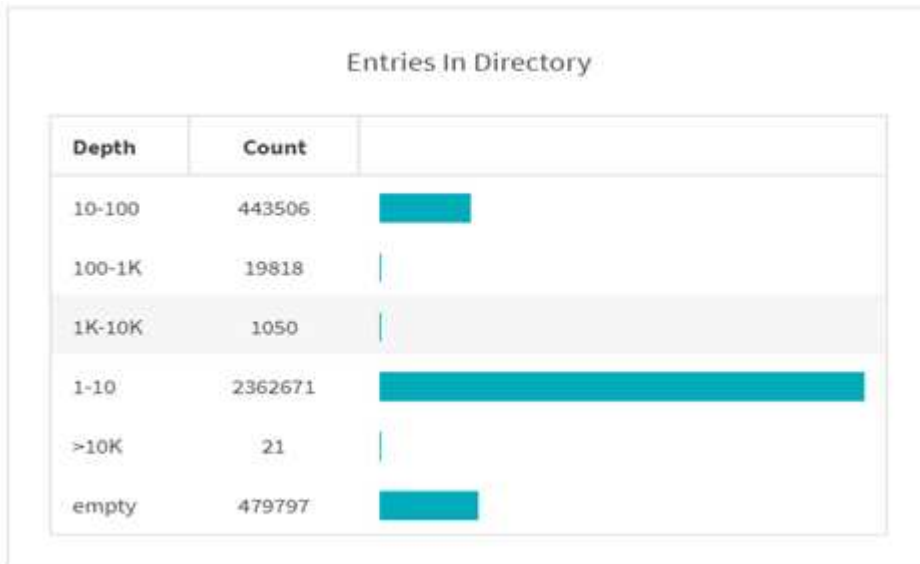 Entries In Directory
Depth Count
10-100 443506
100-1K 19818
1K-10K 1050
1-10 2362671
>10K 21
empty 479797